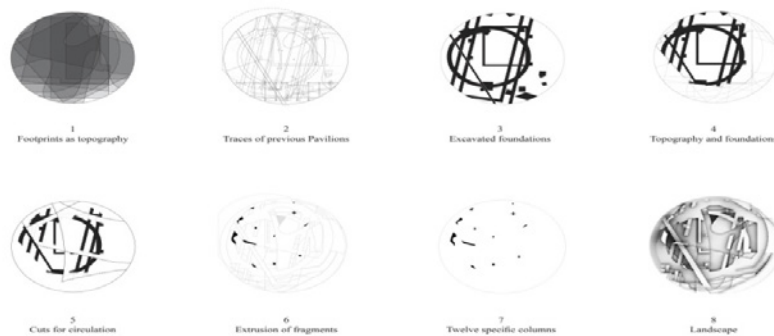 1
Footprints as topography
2
Traces of previous Pavilions
3
Excavated foundations
4
Topography and foundation
5
Cuts for circulation
6
Extrusion of fragments
7
Twelve specific columns
8
Landscape